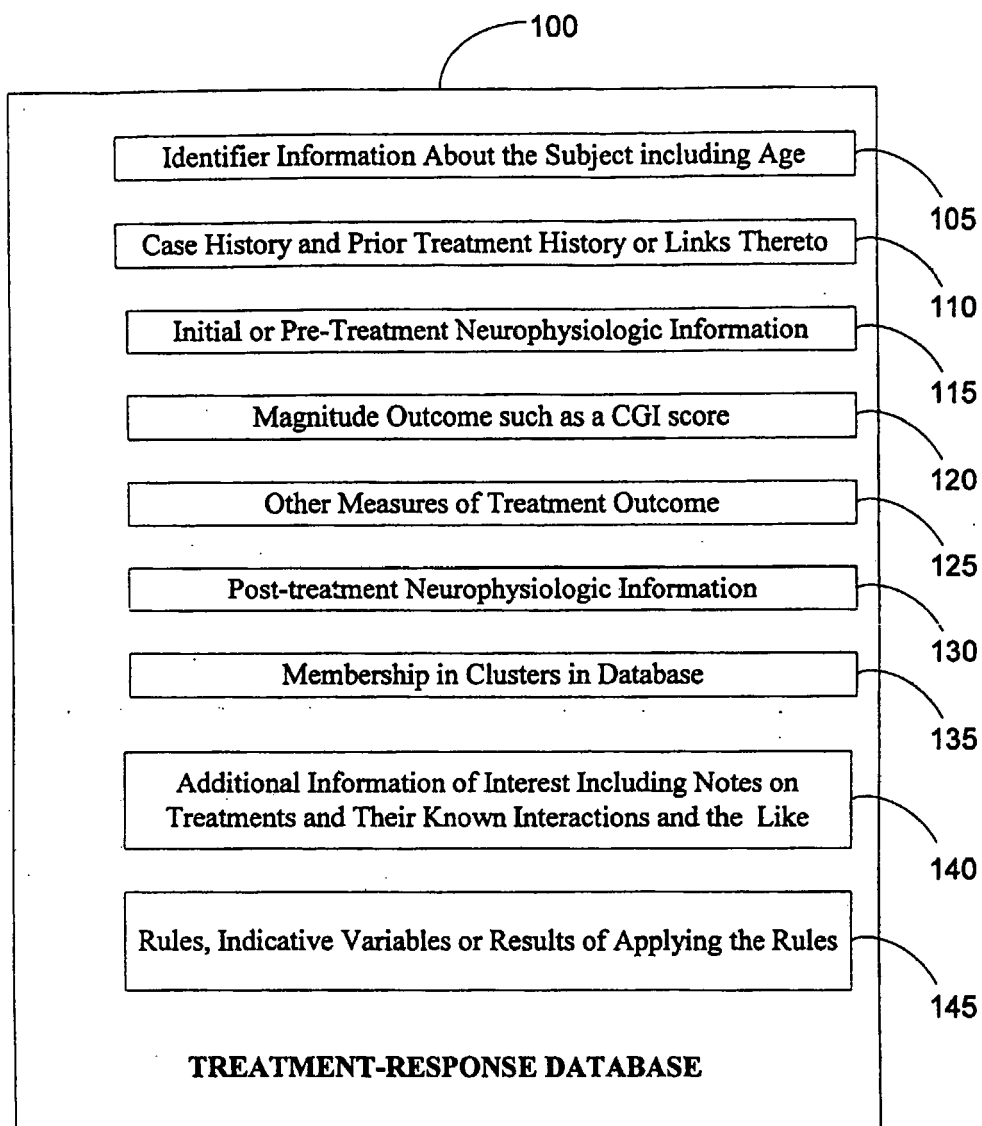 100
Identifier Information About the Subject including Age
105
Case History and Prior Treatment History or Links Thereto
110
Initial or Pre-Treatment Neurophysiologic Information
115
Magnitude Outcome such as a CGI score
120
Other Measures of Treatment Outcome
125
Post-treatment Neurophysiologic Information
130
Membership in Clusters in Database
135
Additional Information of Interest Including Notes on
Treatments and Their Known Interactions and the Like
140
Rules, Indicative Variables or Results of Applying the Rules
145
TREATMENT-RESPONSE DATABASE